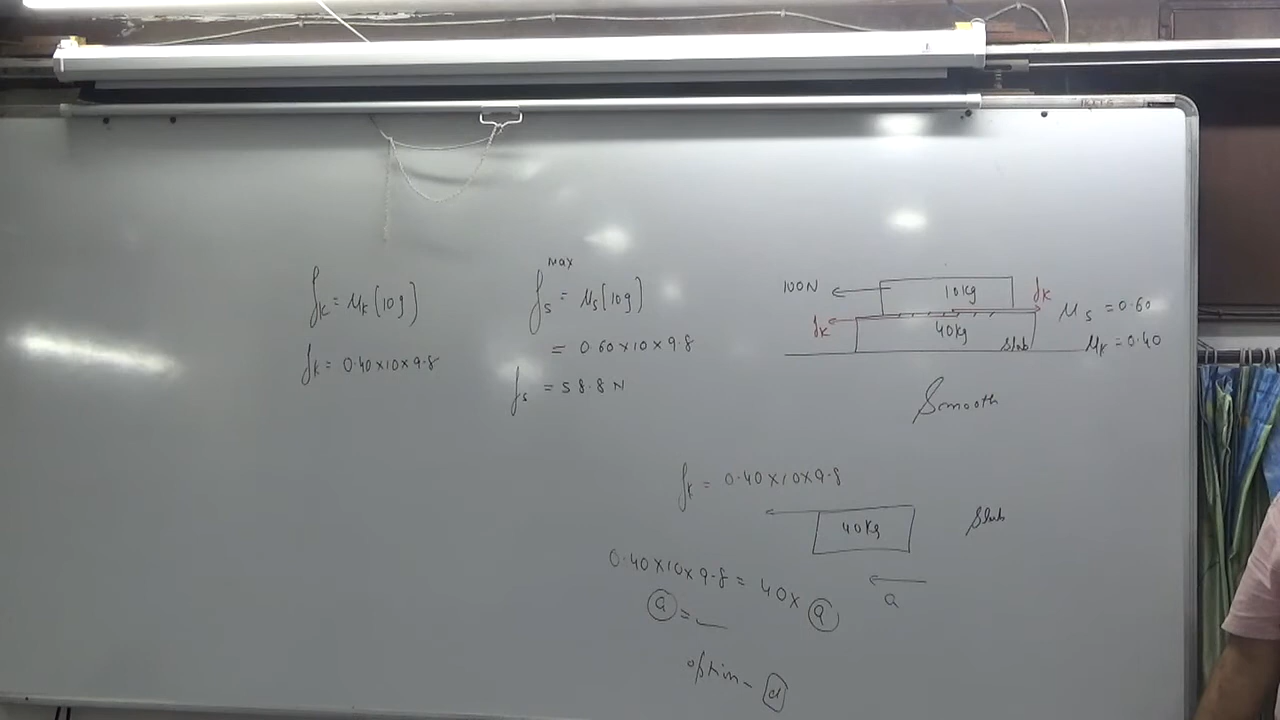 fK = μK(10g)
fK = 0.40×10×9.8
max
fs = μs(10g)
= 0.60×10×9.8
fs = 58.8 N
100N
10kg
fK
fK
40kg
Slab
μs = 0.60
μK = 0.40
Smooth
fK = 0.40×10×9.8
40Kg
Slab
0.40×10×9.8 = 40×a
a
a =
option - d